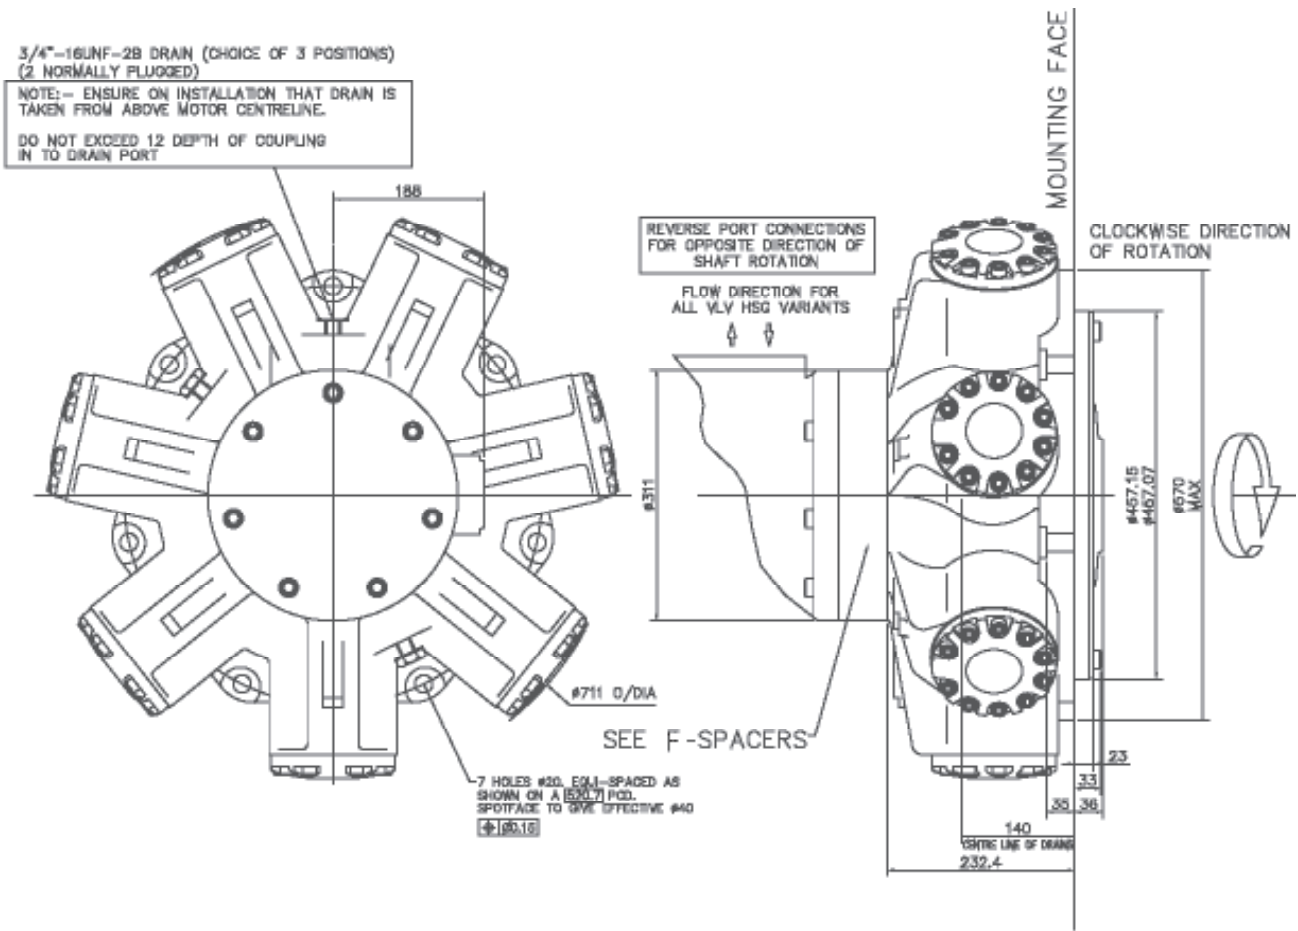 3/4"-16UNF-2B DRAIN (CHOICE OF 3 POSITIONS)
(2 NORMALLY PLUGGED)
NOTE:- ENSURE ON INSTALLATION THAT DRAIN IS
TAKEN FROM ABOVE MOTOR CENTRELINE.
DO NOT EXCEED 12 DEPTH OF COUPLING
IN TO DRAIN PORT
188
ø711 O/DIA
7 HOLES ø20. EQUI-SPACED AS
SHOWN ON A 520.7 PCD.
SPOTFACE TO GIVE EFFECTIVE ø40
ø0.15
REVERSE PORT CONNECTIONS
FOR OPPOSITE DIRECTION OF
SHAFT ROTATION
FLOW DIRECTION FOR
ALL VLV HSG VARIANTS
ø311
SEE F-SPACERS
MOUNTING FACE
CLOCKWISE DIRECTION
OF ROTATION
ø457.15
ø457.07
ø570
MAX
23
33
35 36
140
CENTRE LINE OF DRAINS
232.4